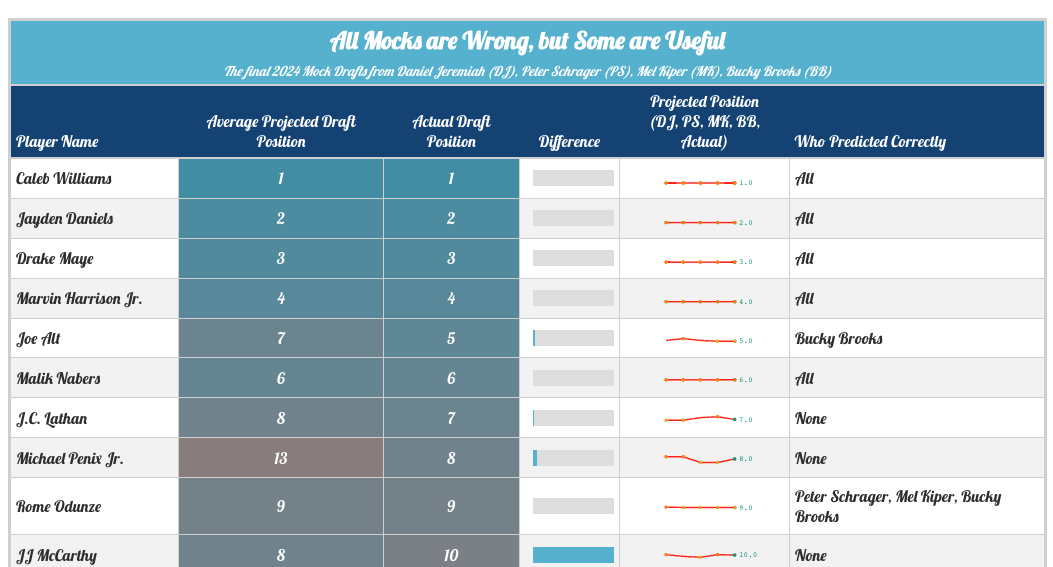 All Mocks are Wrong, but Some are Useful
The final 2024 Mock Drafts from Daniel Jeremiah (DJ), Peter Schrager (PS), Mel Kiper (MK), Bucky Brooks (BB)
Player Name
Average Projected Draft
Position
Actual Draft
Position
Difference
Projected Position
(DJ, PS, MK, BB,
Actual)
Who Predicted Correctly
Caleb Williams 1 1 1.0 All
Jayden Daniels 2 2 2.0 All
Drake Maye 3 3 3.0 All
Marvin Harrison Jr. 4 4 4.0 All
Joe Alt 7 5 5.0 Bucky Brooks
Malik Nabers 6 6 6.0 All
J.C. Lathan 8 7 7.0 None
Michael Penix Jr. 13 8 8.0 None
Rome Odunze 9 9 9.0 Peter Schrager, Mel Kiper, Bucky
Brooks
JJ McCarthy 8 10 10.0 None